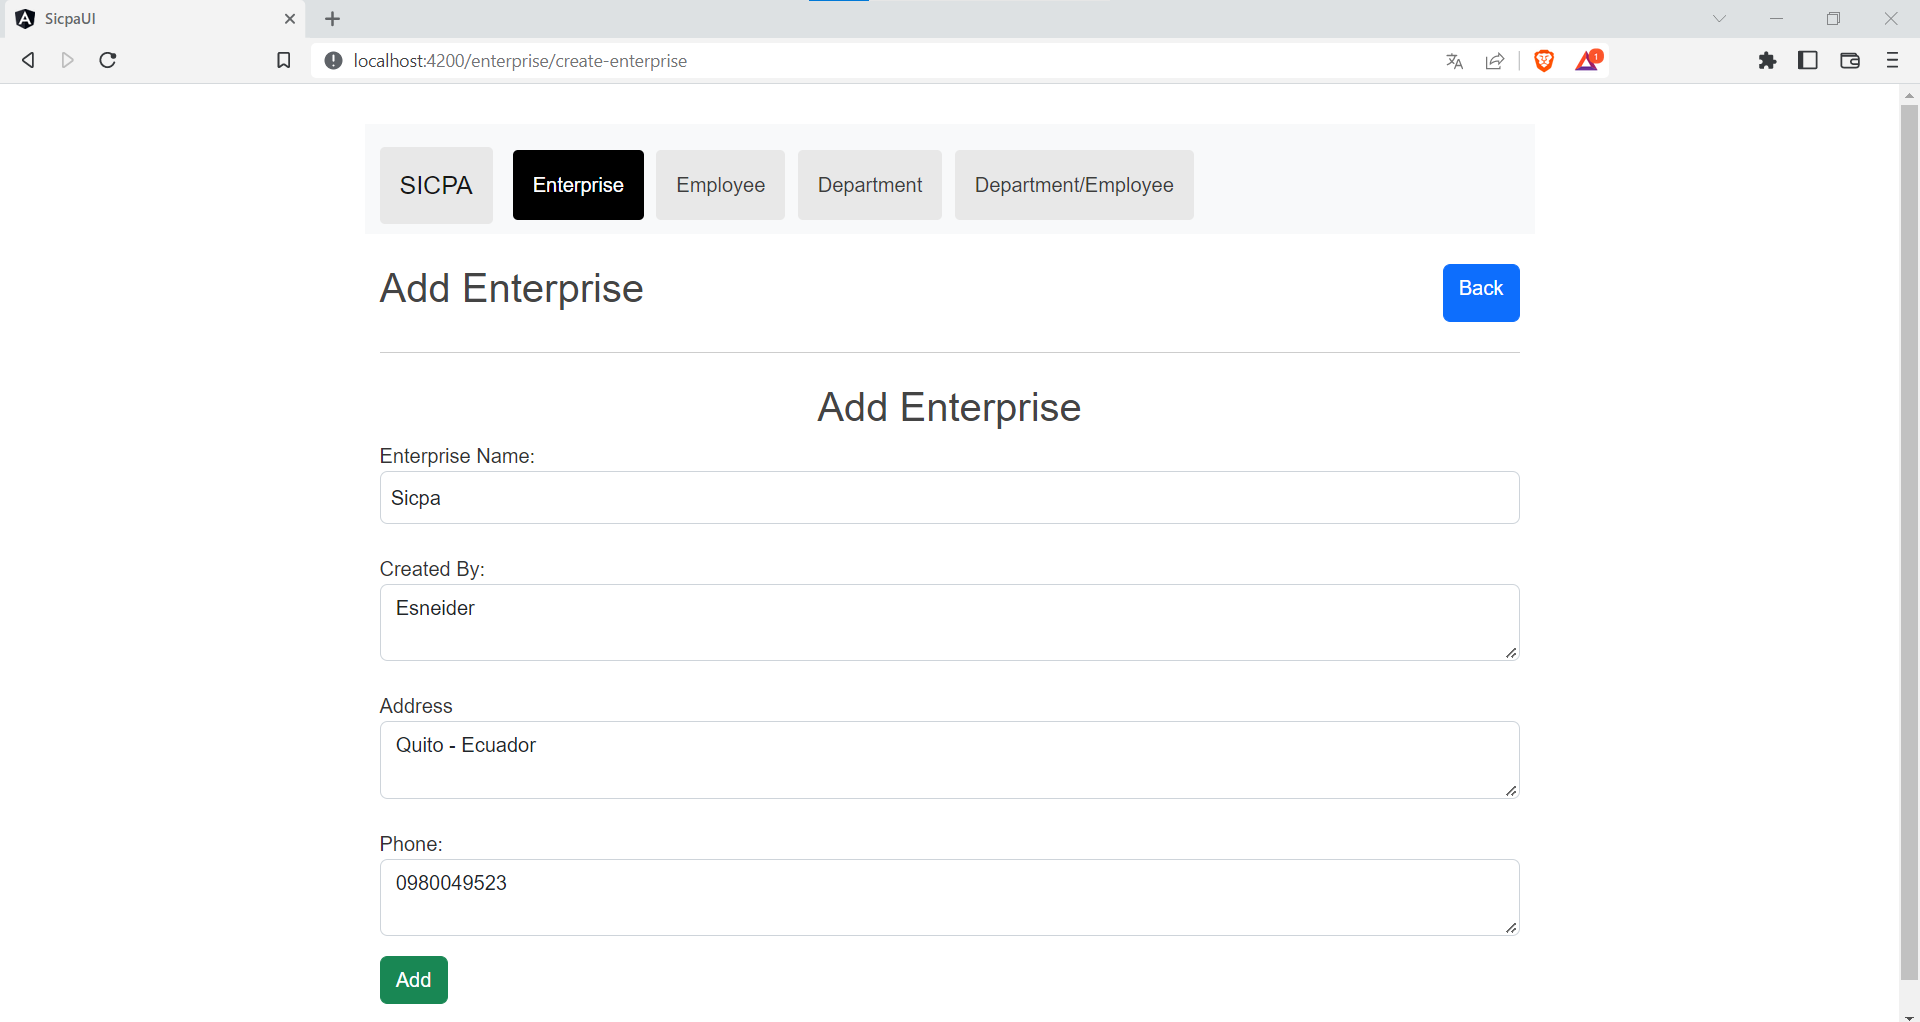 SicpaUI
localhost:4200/enterprise/create-enterprise
1
SICPA Enterprise Employee Department Department/Employee
Add Enterprise
Back
Add Enterprise
Enterprise Name:
Sicpa
Created By:
Esneider
Address
Quito - Ecuador
Phone:
0980049523
Add